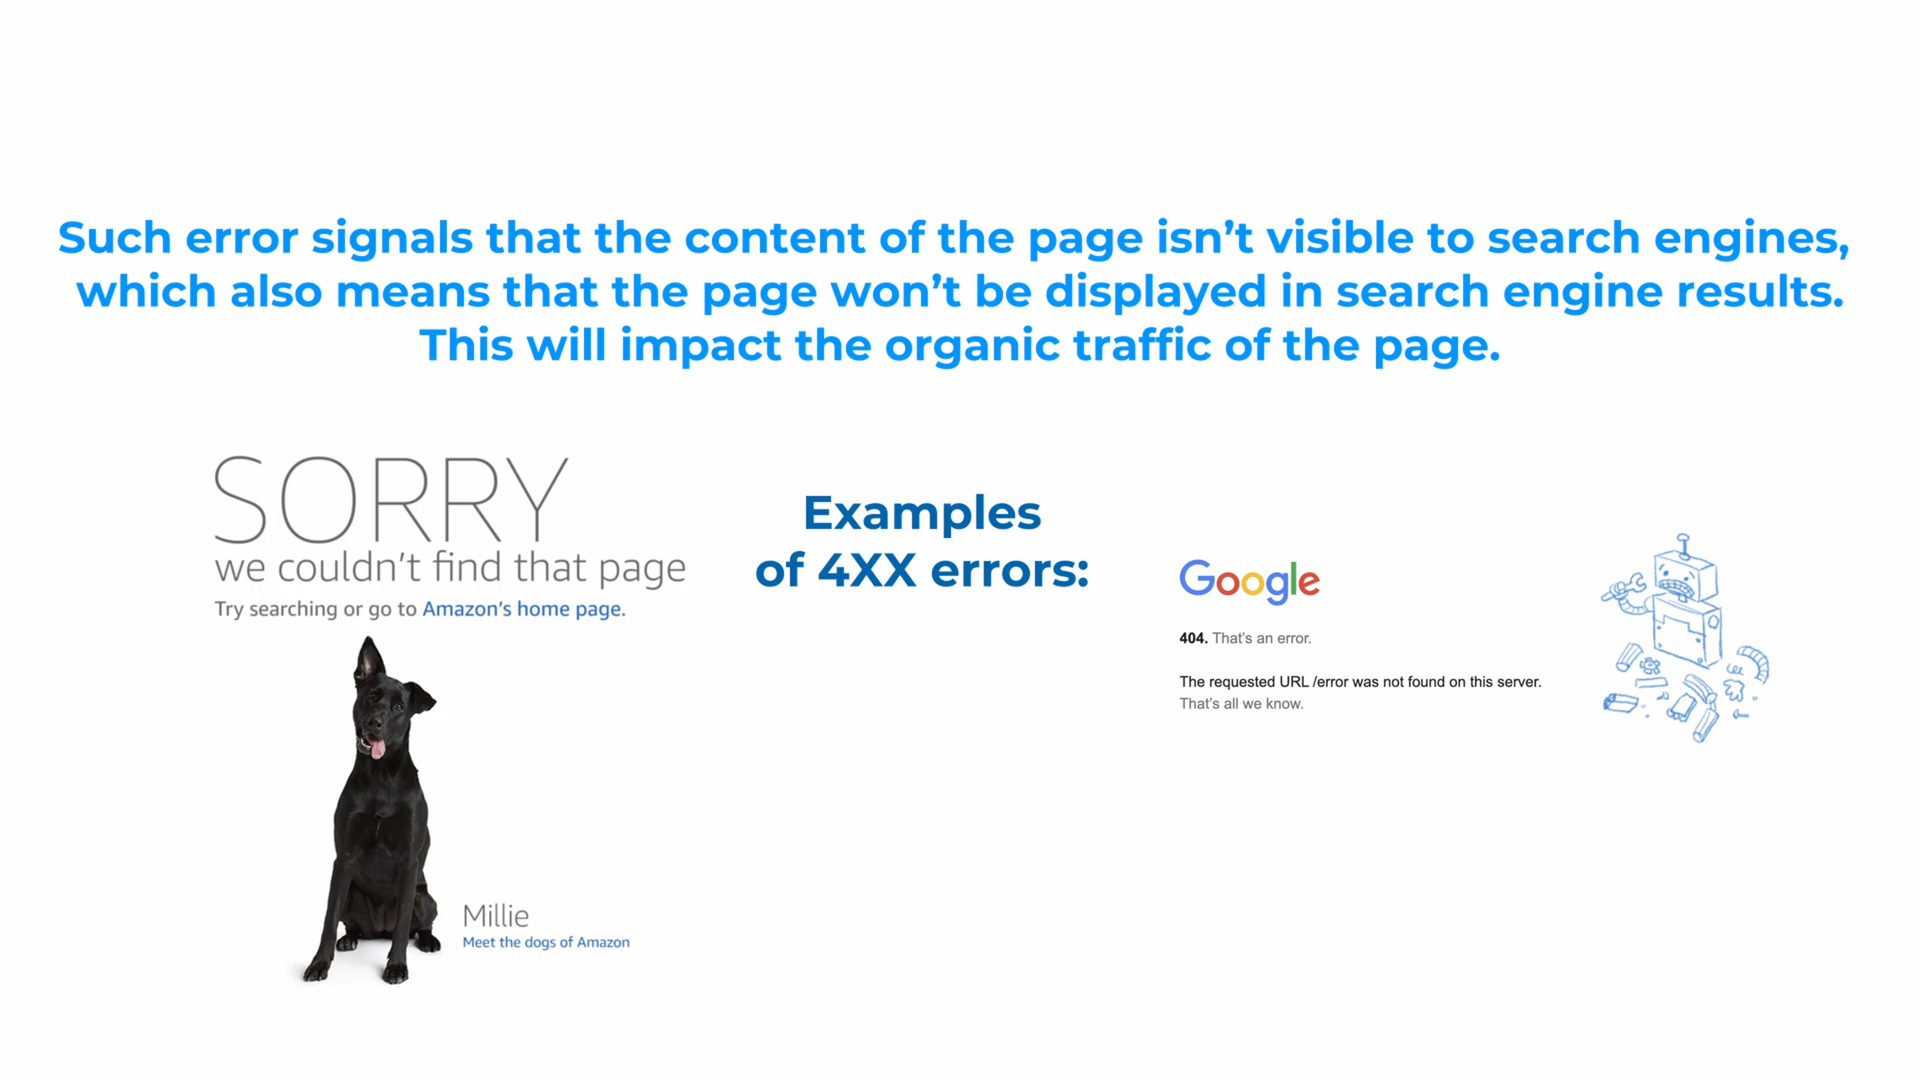 Such error signals that the content of the page isn’t visible to search engines,
which also means that the page won’t be displayed in search engine results.
This will impact the organic traffic of the page.
SORRY
we couldn't find that page
Try searching or go to Amazon's home page.
Millie
Meet the dogs of Amazon
Examples
of 4XX errors:
Google
404. That's an error.
The requested URL /error was not found on this server.
That's all we know.